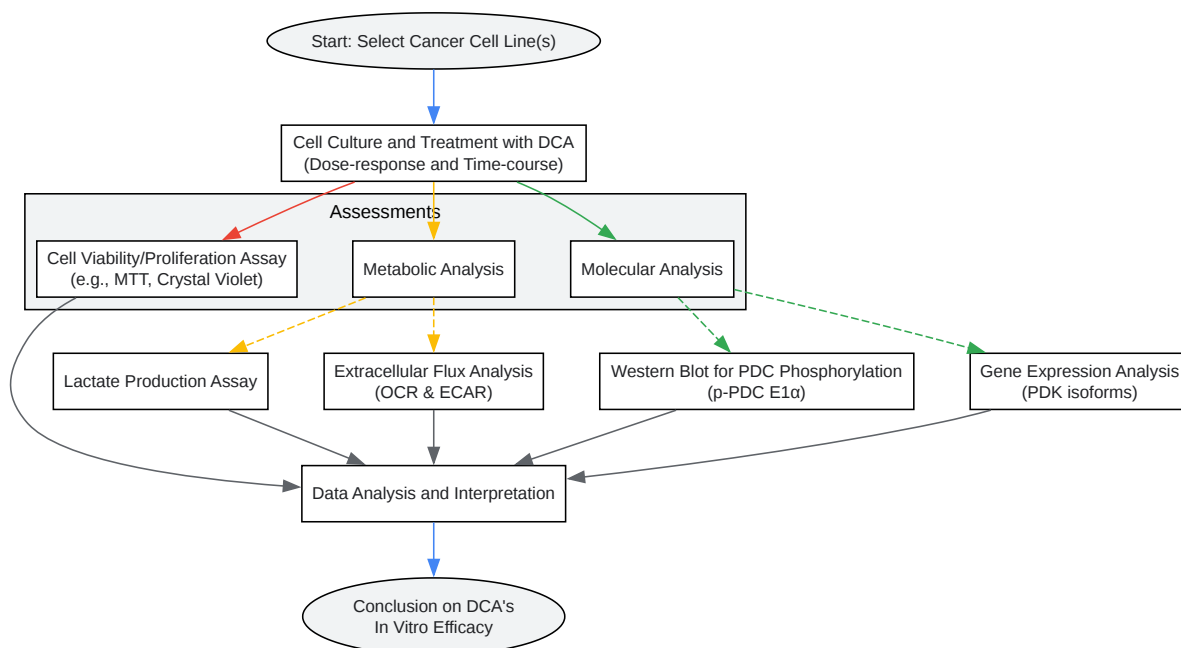 Start: Select Cancer Cell Line(s)
Cell Culture and Treatment with DCA
(Dose-response and Time-course)
Assessments
Cell Viability/Proliferation Assay
(e.g., MTT, Crystal Violet)
Metabolic Analysis
Molecular Analysis
Lactate Production Assay
Extracellular Flux Analysis
(OCR & ECAR)
Western Blot for PDC Phosphorylation
(p-PDC E1α)
Gene Expression Analysis
(PDK isoforms)
Data Analysis and Interpretation
Conclusion on DCA's
In Vitro Efficacy